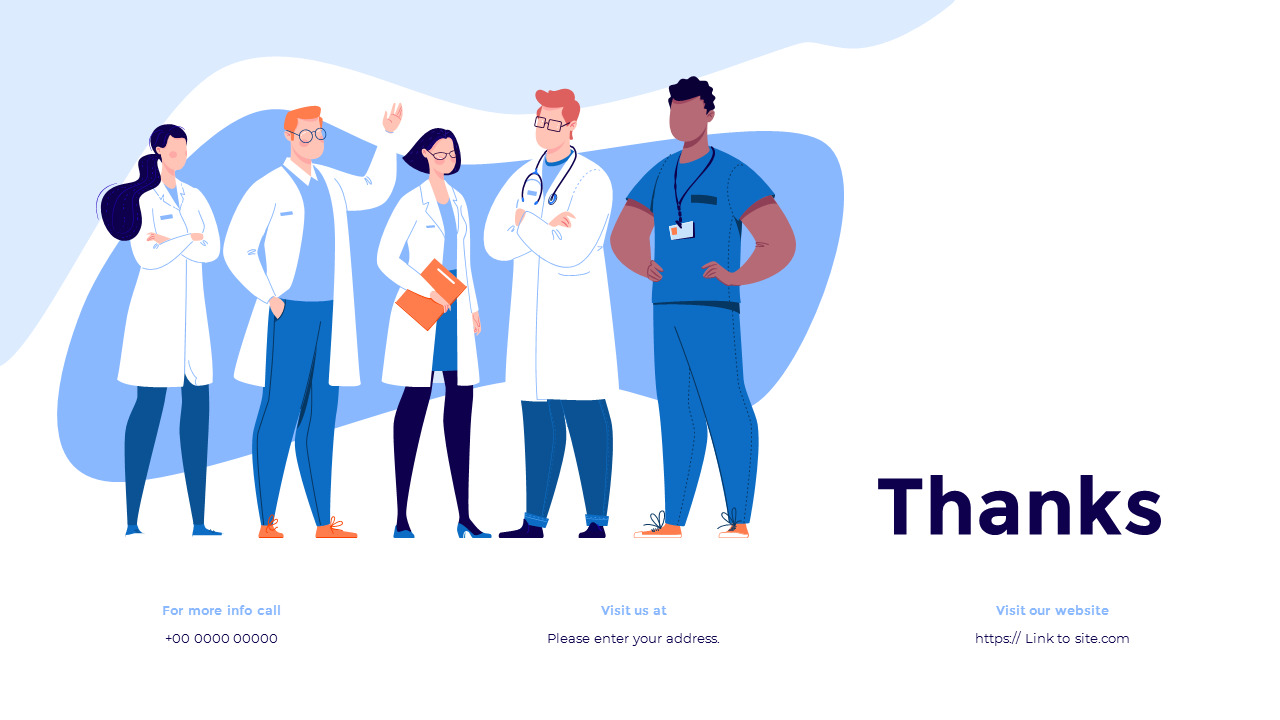 Thanks
For more info call
+00 0000 00000
Visit us at
Please enter your address.
Visit our website
https:// Link to site.com